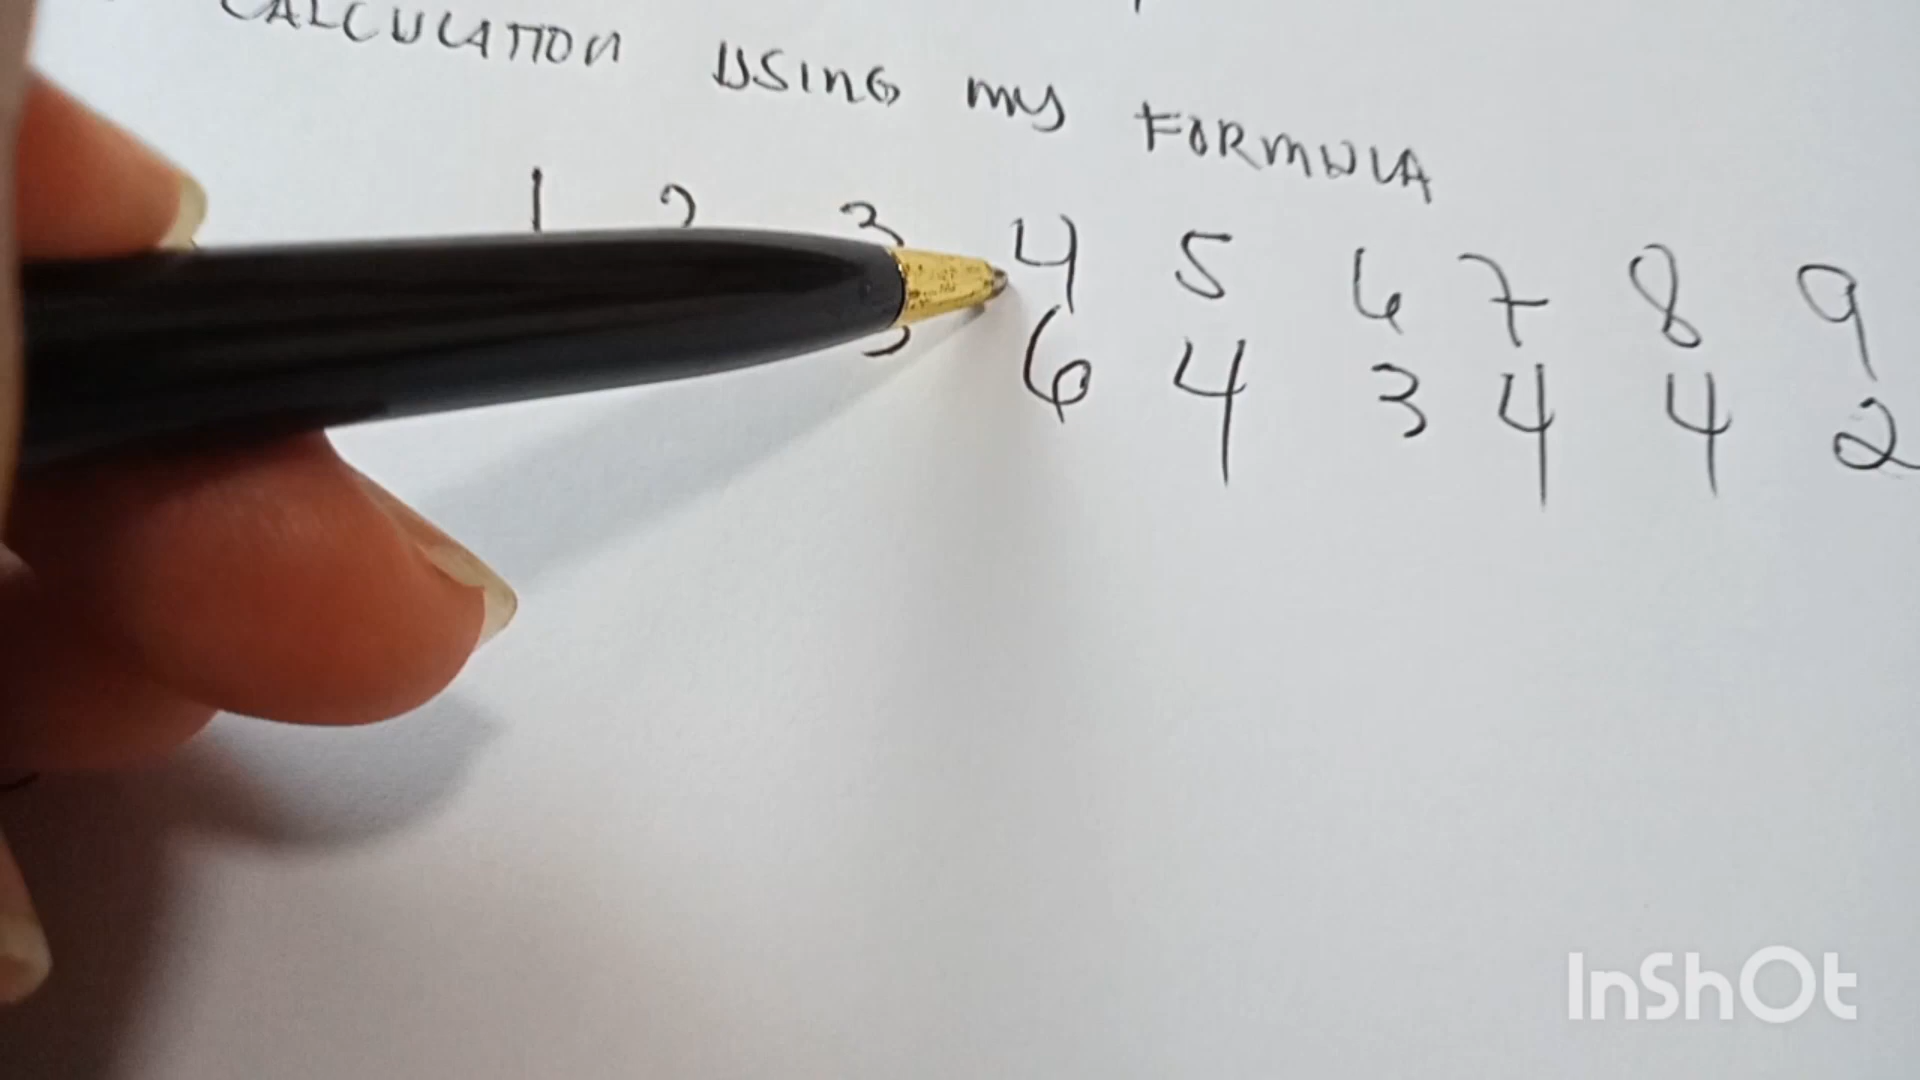 CALCULATION USING my FORMULA
1 2 3 4 5 6 7 8 9
6 4 3 4 4 2
InShOt